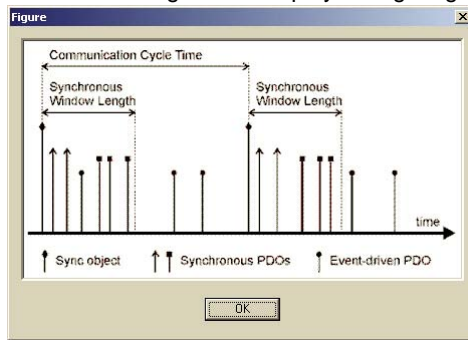 Figure
Communication Cycle Time
Synchronous
Window Length
Synchronous
Window Length
time
Sync object
Synchronous PDOs
Event-driven PDO
OK